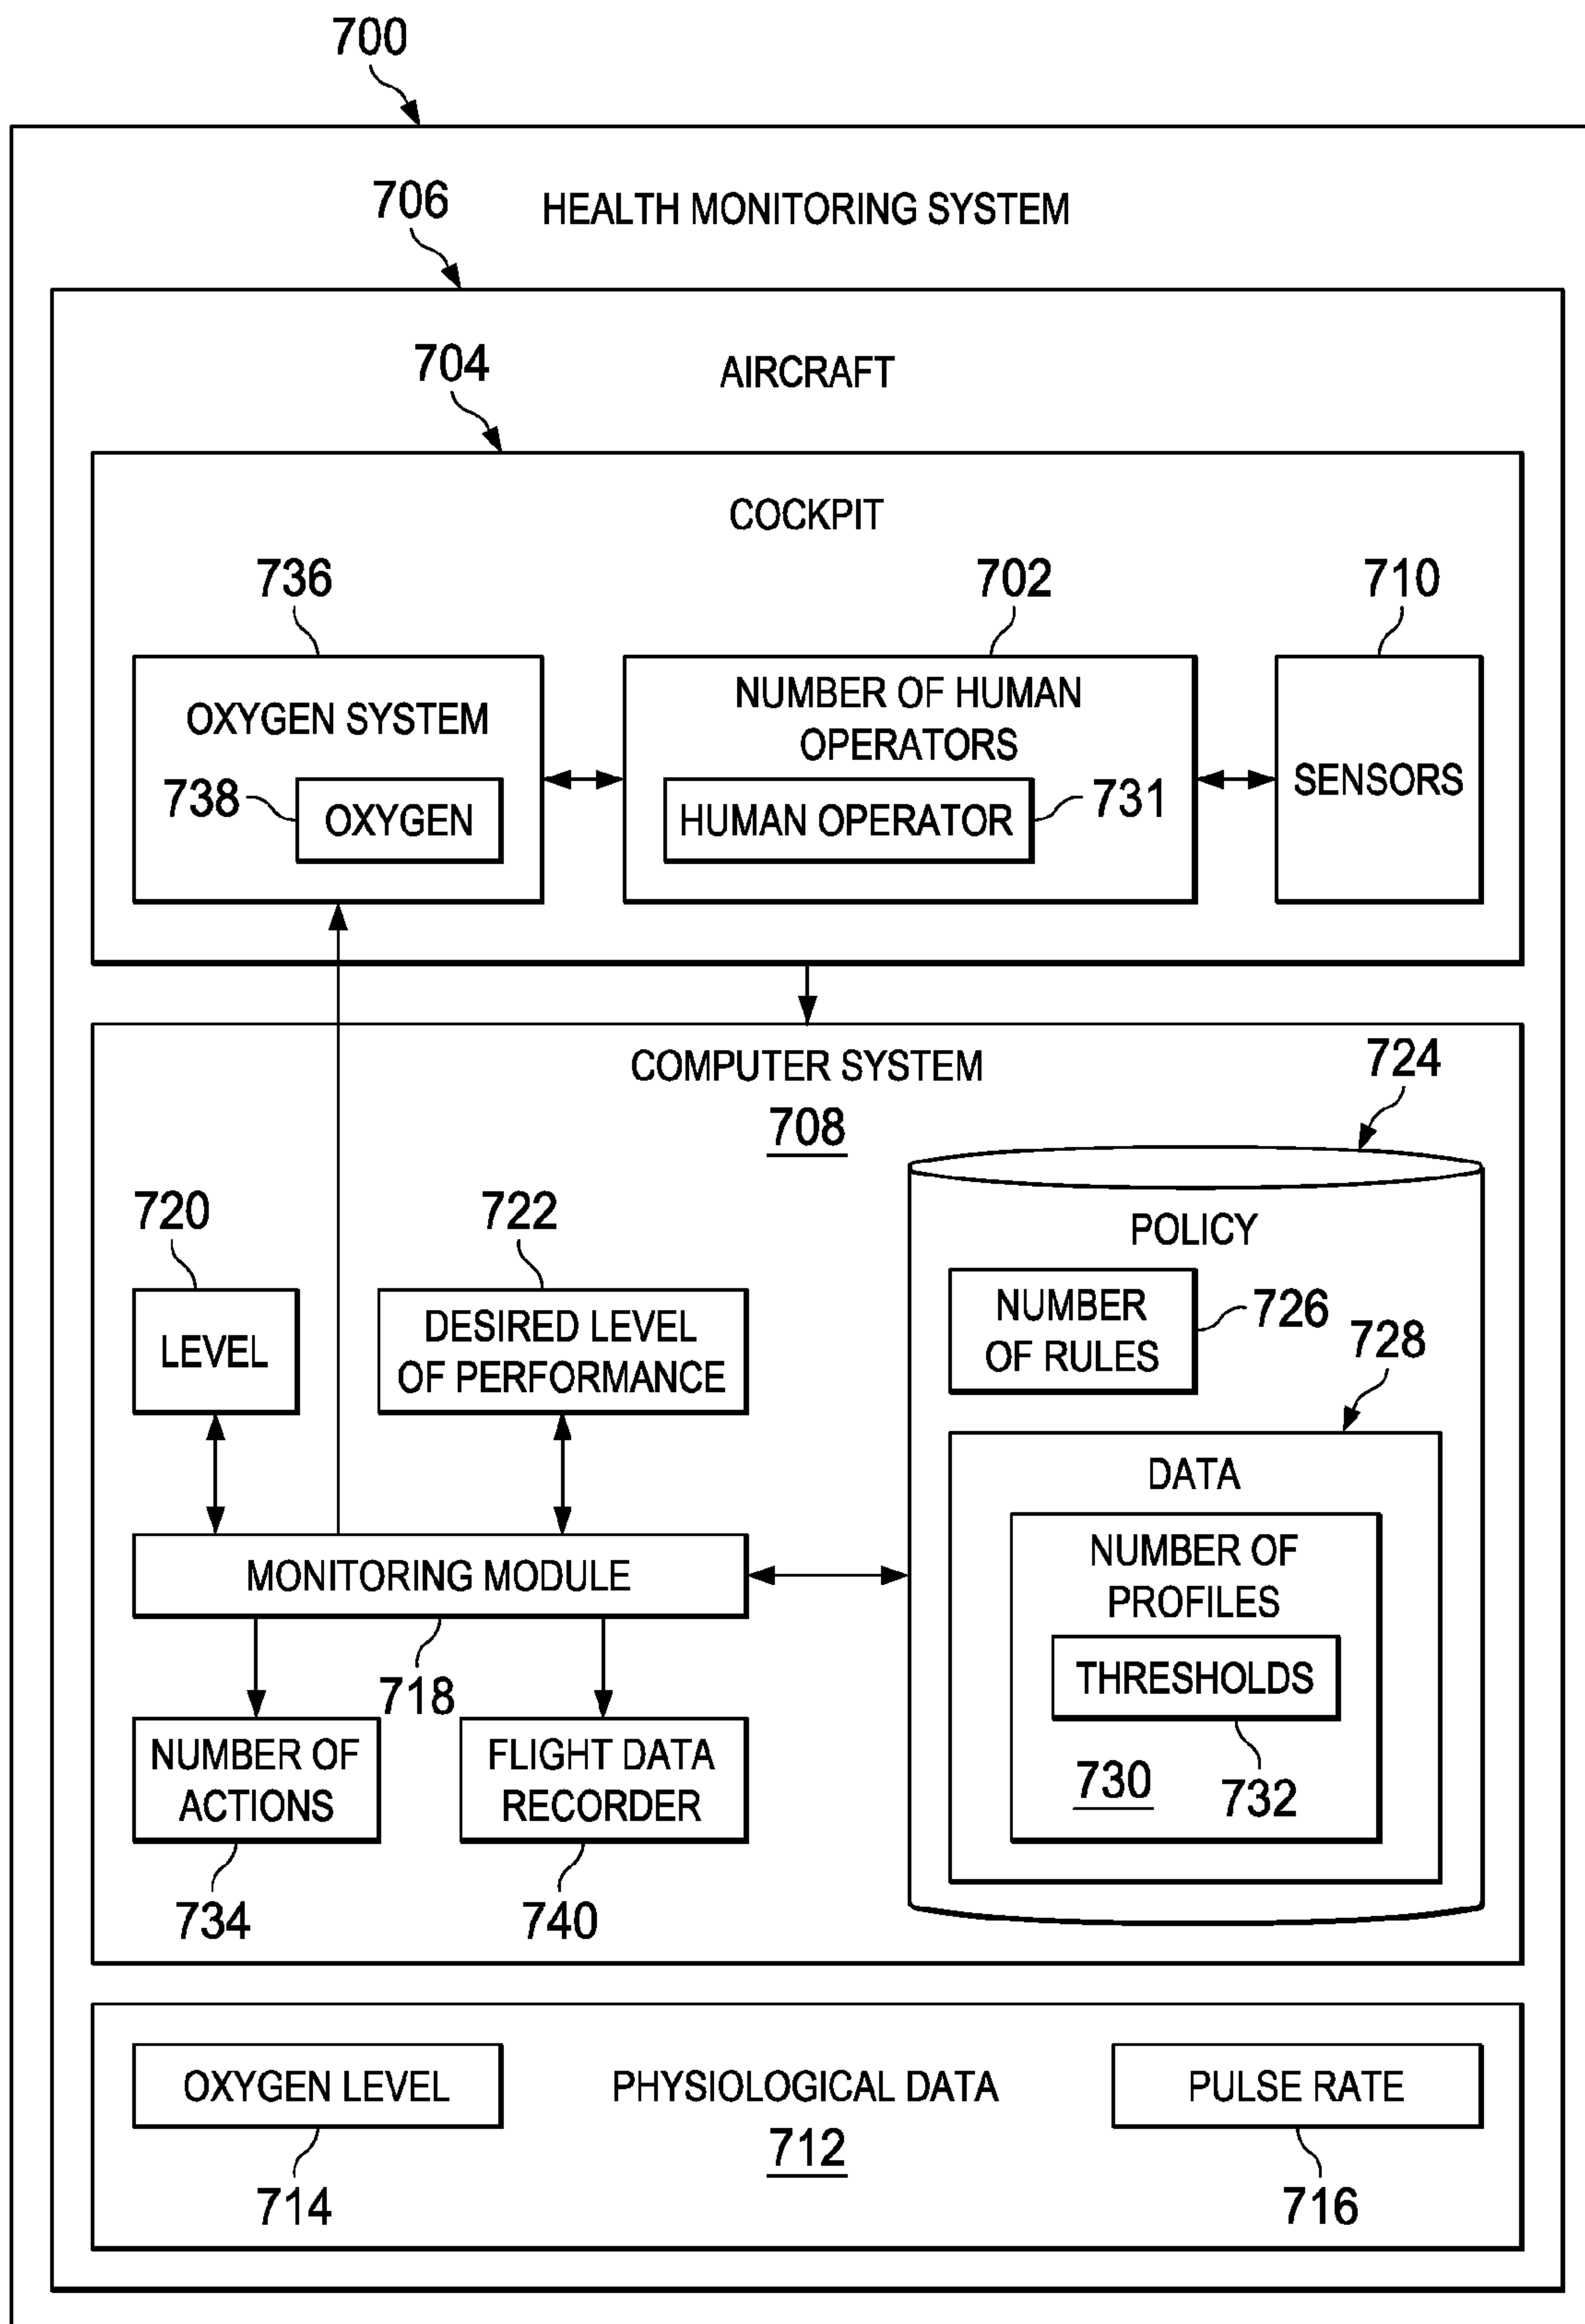 700
706
HEALTH MONITORING SYSTEM
704
AIRCRAFT
COCKPIT
736
702
710
OXYGEN SYSTEM
738
OXYGEN
NUMBER OF HUMAN
OPERATORS
HUMAN OPERATOR
731
SENSORS
COMPUTER SYSTEM
708
724
720
722
POLICY
LEVEL
DESIRED LEVEL
OF PERFORMANCE
NUMBER
OF RULES
726
728
DATA
MONITORING MODULE
718
NUMBER OF
PROFILES
THRESHOLDS
730
732
NUMBER OF
ACTIONS
734
FLIGHT DATA
RECORDER
740
OXYGEN LEVEL
714
PHYSIOLOGICAL DATA
712
PULSE RATE
716